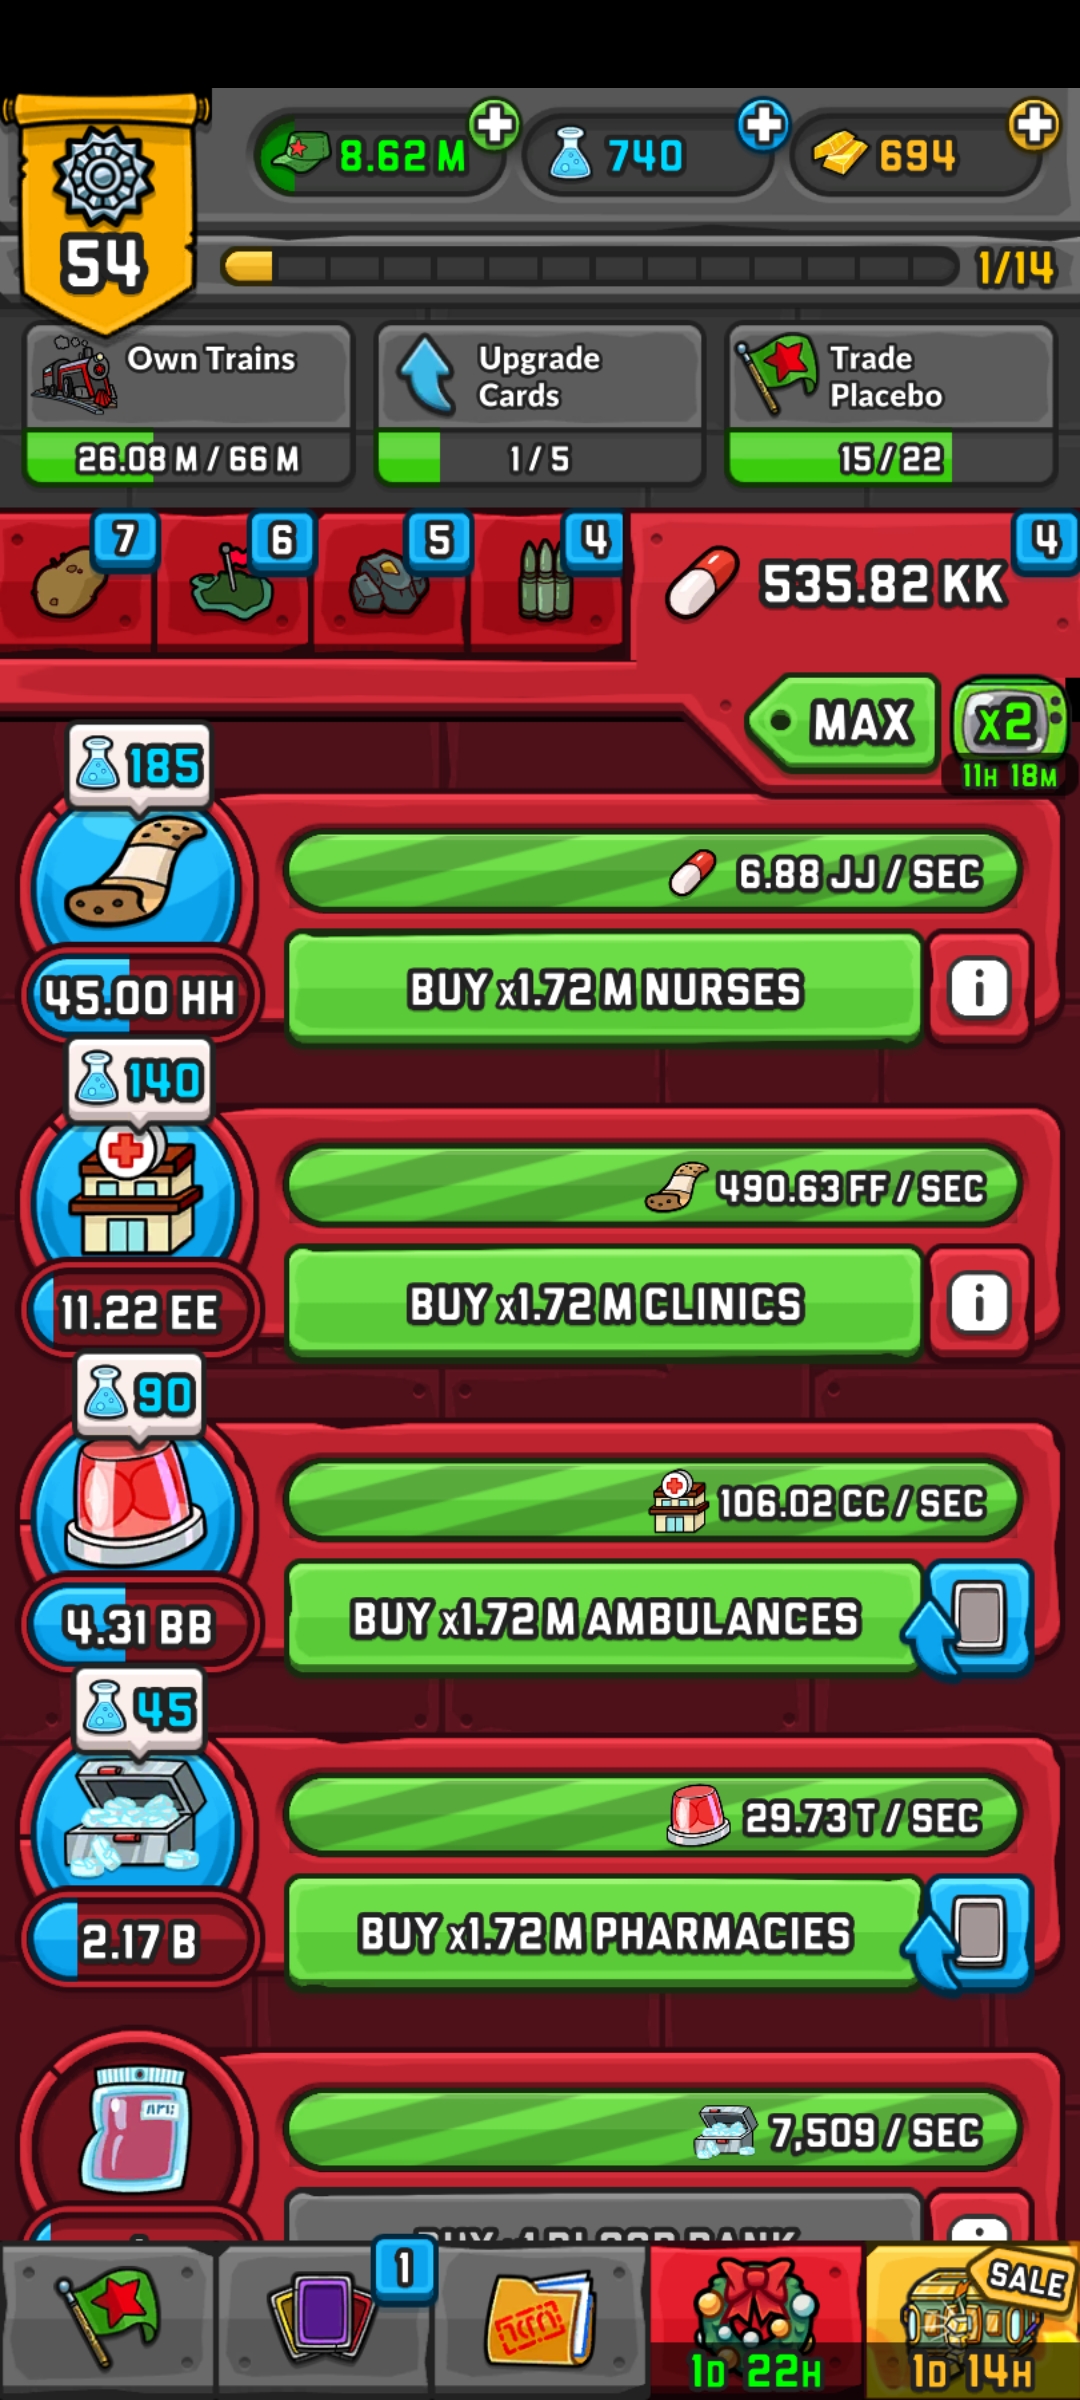 8.62 M
740
694
54
1/14
Own Trains
26.08 M / 66 M
Upgrade
Cards
1 / 5
Trade
Placebo
15 / 22
7
6
5
4
535.82 KK
4
MAX
x2
11H 18M
185
6.88 JJ / SEC
45.00 HH
BUY x1.72 M NURSES
i
140
490.63 FF / SEC
11.22 EE
BUY x1.72 M CLINICS
i
90
106.02 CC / SEC
4.31 BB
BUY x1.72 M AMBULANCES
45
29.73 T / SEC
2.17 B
BUY x1.72 M PHARMACIES
7,509 / SEC
BUY x1 BLOOD BANK
1
SALE
1D 22H
1D 14H